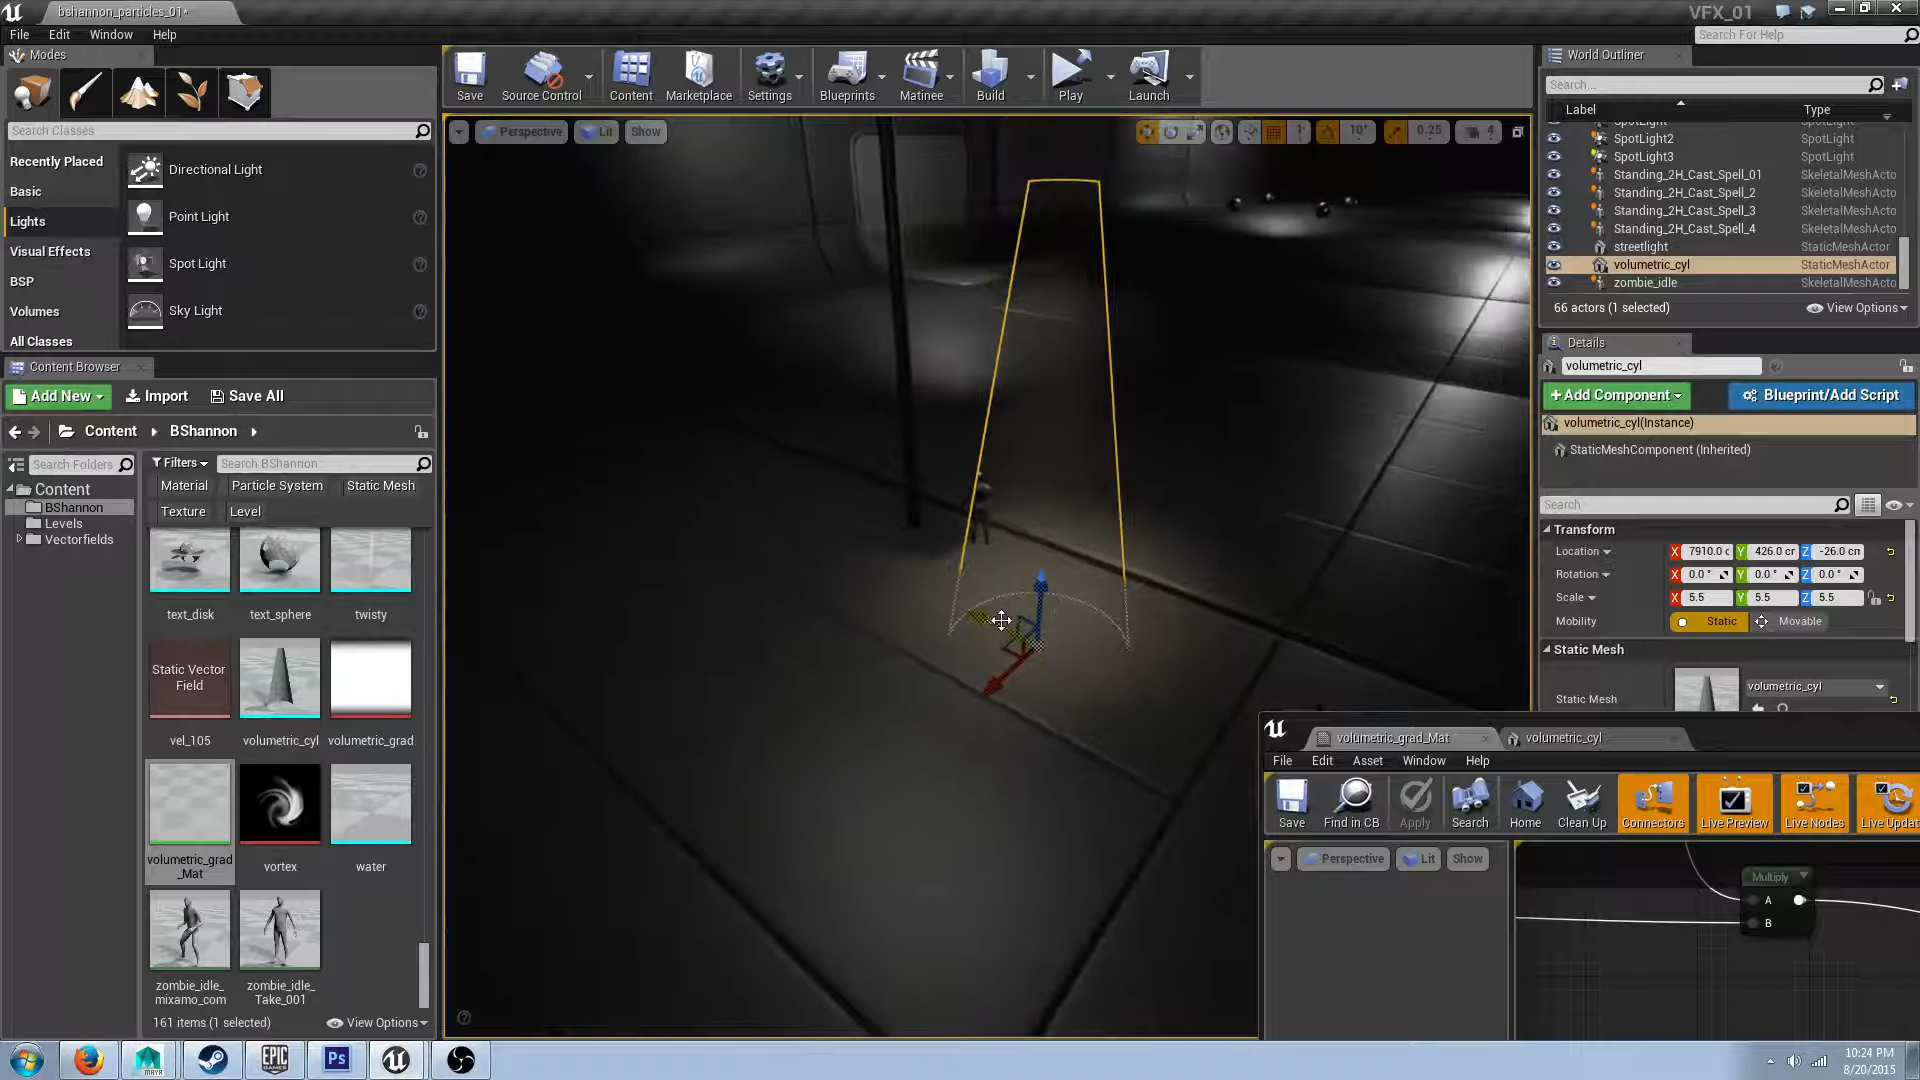 bshannon_particles_01*
VFX_01
File Edit Window Help
Search For Help
Modes
Search Classes
Recently Placed
Basic
Lights
Visual Effects
BSP
Volumes
All Classes
Directional Light
Point Light
Spot Light
Sky Light
Save
Source Control
Content
Marketplace
Settings
Blueprints
Matinee
Build
Play
Launch
Perspective
Lit
Show
1
10°
0.25
4
World Outliner
Search...
Label Type
SpotLight SpotLight
SpotLight2 SpotLight
SpotLight3 SpotLight
Standing_2H_Cast_Spell_01 SkeletalMeshActo
Standing_2H_Cast_Spell_2 SkeletalMeshActo
Standing_2H_Cast_Spell_3 SkeletalMeshActo
Standing_2H_Cast_Spell_4 SkeletalMeshActo
streetlight StaticMeshActor
volumetric_cyl StaticMeshActor
zombie_idle SkeletalMeshActo
66 actors (1 selected)
View Options
Details
volumetric_cyl
+Add Component
Blueprint/Add Script
volumetric_cyl(Instance)
StaticMeshComponent (Inherited)
Search
Transform
Location X 7910.0 c Y 426.0 cr Z -26.0 cm
Rotation X 0.0 ° Y 0.0 ° Z 0.0 °
Scale X 5.5 Y 5.5 Z 5.5
Mobility Static Movable
Static Mesh
Static Mesh
volumetric_cyl
Content Browser
Add New
Import
Save All
Content BShannon
Search Folders
Content
BShannon
Levels
Vectorfields
Filters
Search BShannon
Material Particle System Static Mesh
Texture Level
text_disk
text_sphere
twisty
Static Vector
Field
vel_105
volumetric_cyl
volumetric_grad
volumetric_grad
_Mat
vortex
water
zombie_idle_
mixamo_com
zombie_idle_
Take_001
161 items (1 selected)
View Options
volumetric_grad_Mat
volumetric_cyl
File Edit Asset Window Help
Save
Find in CB
Apply
Search
Home
Clean Up
Connectors
Live Preview
Live Nodes
Live Updat
Perspective
Lit
Show
Multiply
A
B
MAYA
EPIC
GAMES
Ps
10:24 PM
8/20/2015